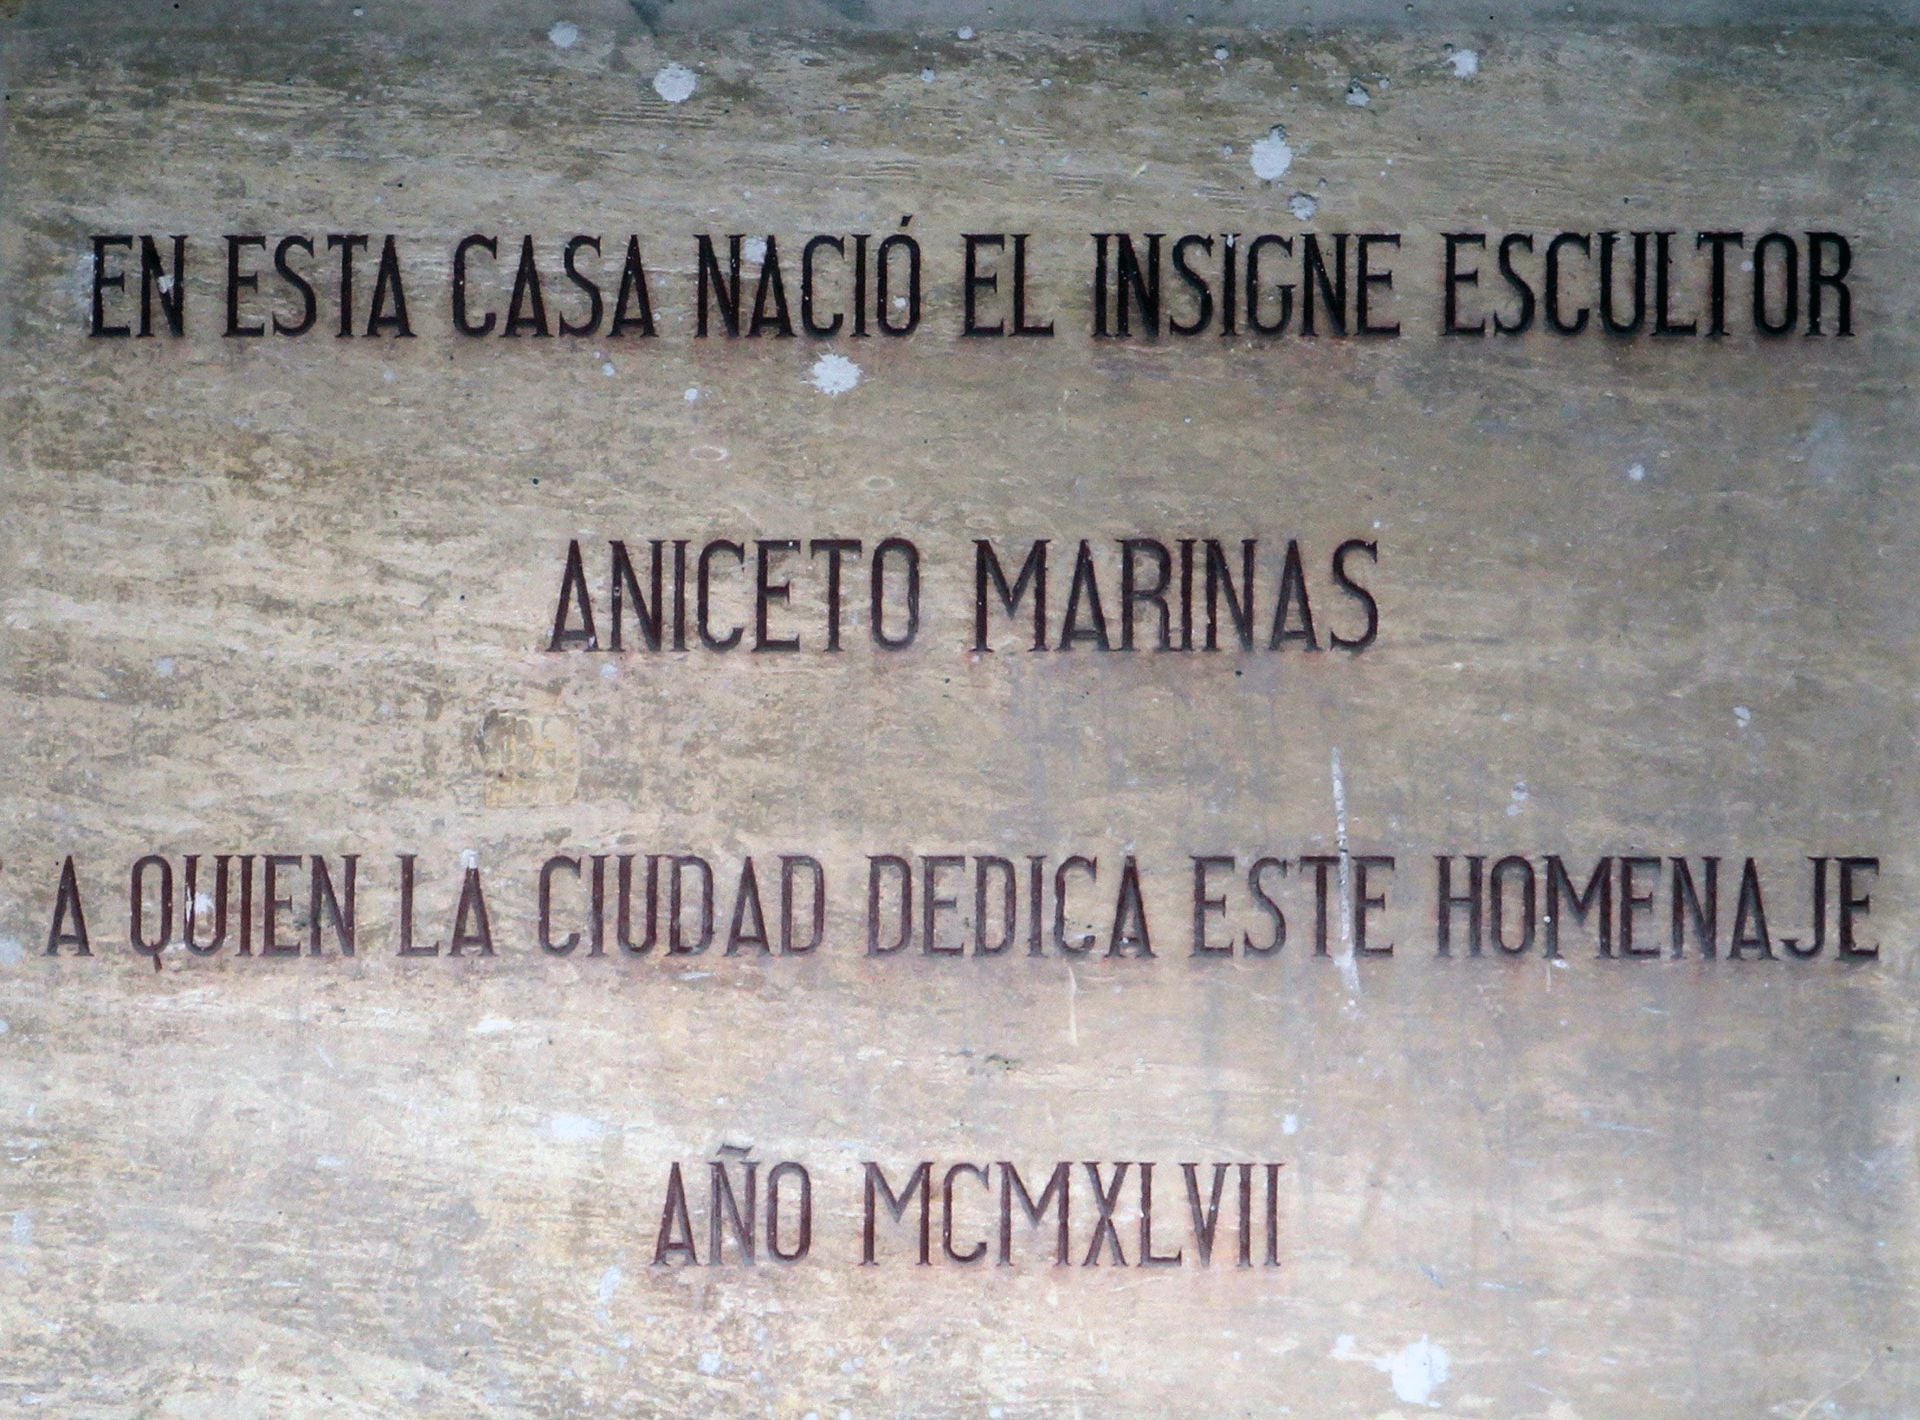 EN ESTA CASA NACIÓ EL INSIGNE ESCULTOR
ANICETO MARINAS
A QUIEN LA CIUDAD DEDICA ESTE HOMENAJE
AÑO MCMXLVII